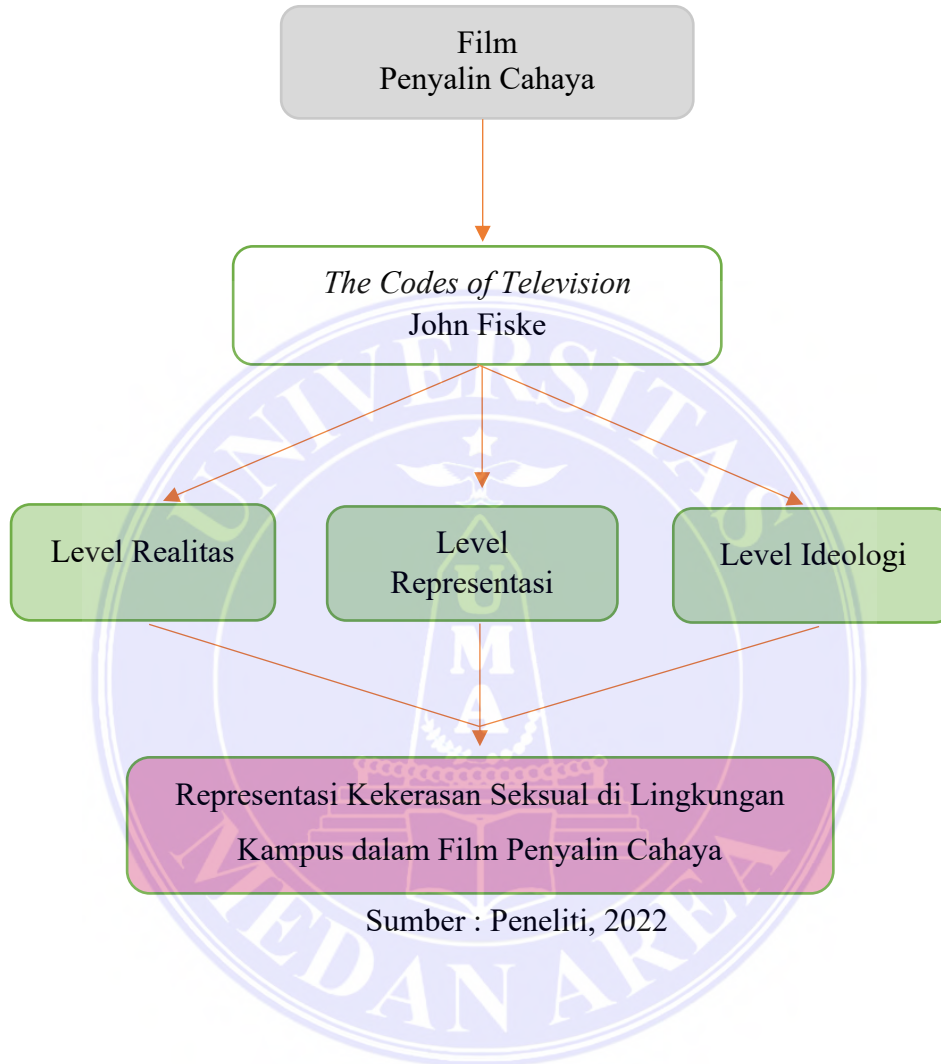 Film
Penyalin Cahaya
The Codes of Television
John Fiske
Level Realitas
Level
Representasi
Level Ideologi
Representasi Kekerasan Seksual di Lingkungan
Kampus dalam Film Penyalin Cahaya
Sumber : Peneliti, 2022
UNIVERSITAS
MEDAN AREA
U
M
A